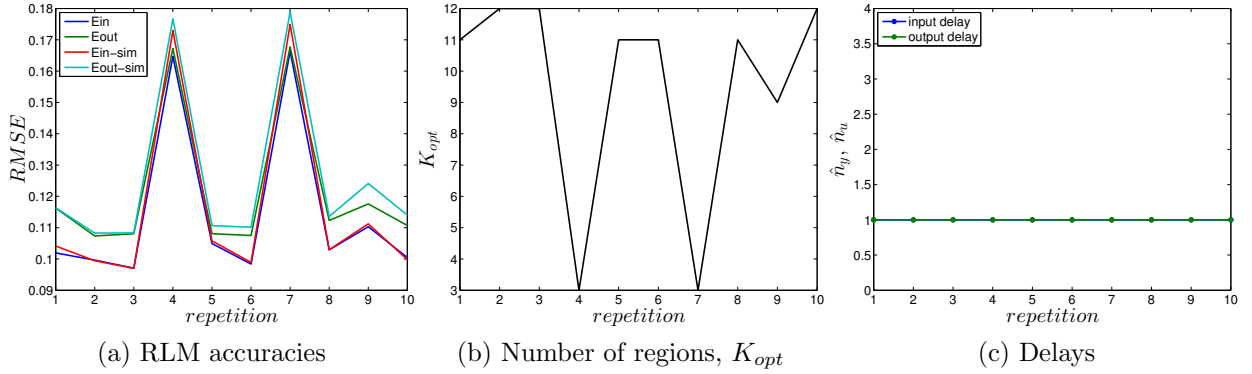 0.18
0.17
0.16
0.15
0.14
0.13
0.12
0.11
0.1
0.09
RMSE
Ein
Eout
Ein-sim
Eout-sim
1 2 3 4 5 6 7 8 9 10
repetition
(a) RLM accuracies
12
11
10
9
8
7
6
5
4
3
K_opt
1 2 3 4 5 6 7 8 9 10
repetition
(b) Number of regions, K_opt
4
3.5
3
2.5
2
1.5
1
0.5
0
n̂_y, n̂_u
input delay
output delay
1 2 3 4 5 6 7 8 9 10
repetition
(c) Delays